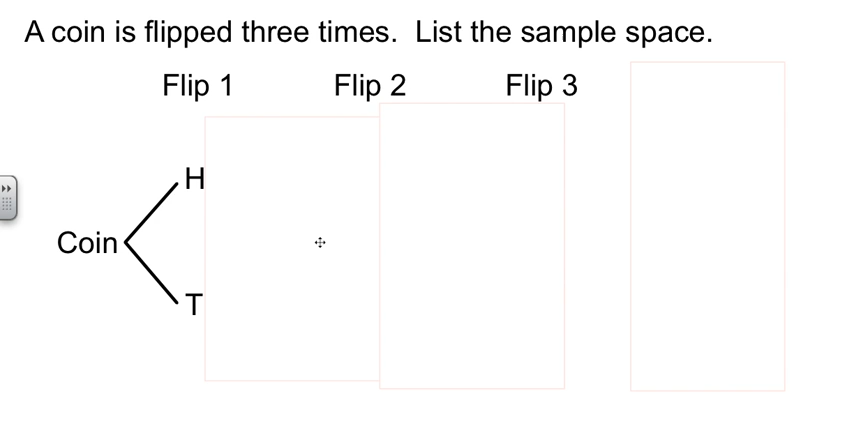 A coin is flipped three times.  List the sample space.
Flip 1 Flip 2 Flip 3
H
Coin
T